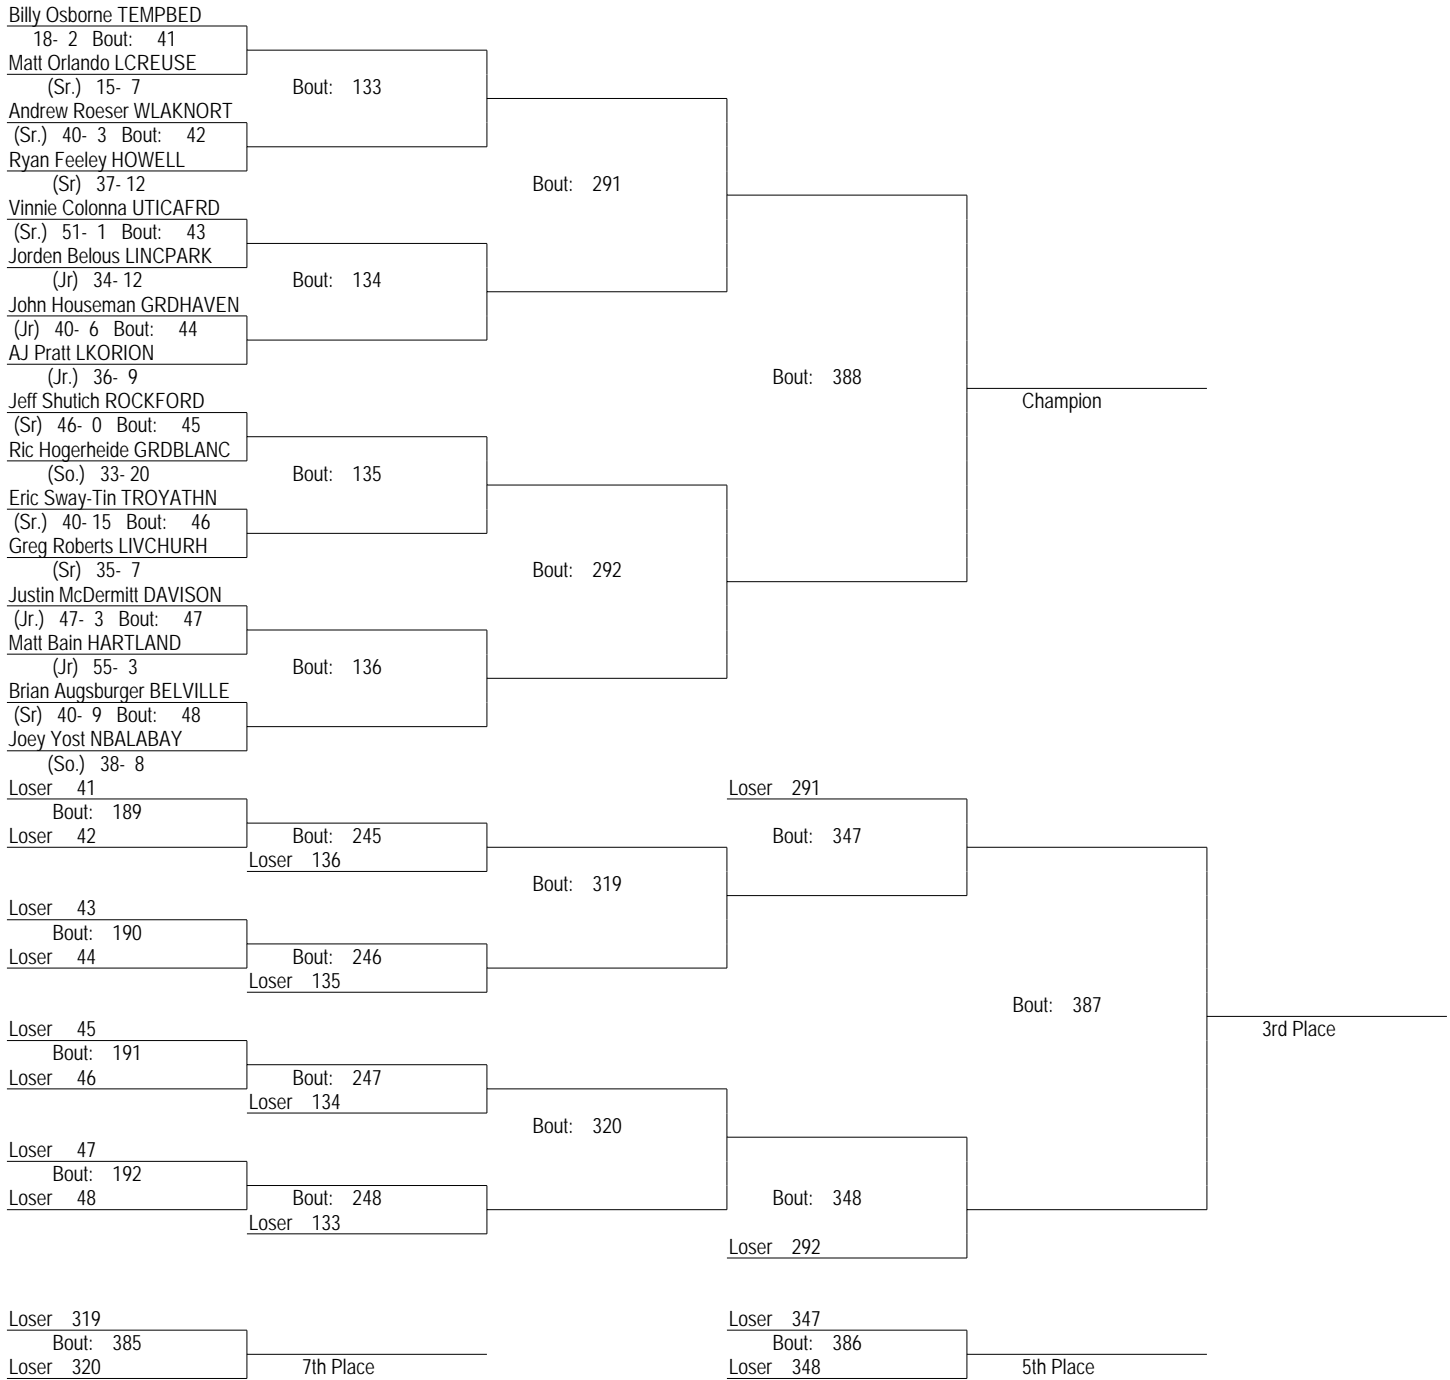 Billy Osborne TEMPBED
18- 2 Bout: 41
Matt Orlando LCREUSE
(Sr.) 15- 7
Bout: 133
Andrew Roeser WLAKNORT
(Sr.) 40- 3 Bout: 42
Ryan Feeley HOWELL
(Sr) 37- 12
Bout: 291
Vinnie Colonna UTICAFRD
(Sr.) 51- 1 Bout: 43
Jorden Belous LINCPARK
(Jr) 34- 12
Bout: 134
John Houseman GRDHAVEN
(Jr) 40- 6 Bout: 44
AJ Pratt LKORION
(Jr.) 36- 9
Bout: 388
Champion
Jeff Shutich ROCKFORD
(Sr) 46- 0 Bout: 45
Ric Hogerheide GRDBLANC
(So.) 33- 20
Bout: 135
Eric Sway-Tin TROYATHN
(Sr.) 40- 15 Bout: 46
Greg Roberts LIVCHURH
(Sr) 35- 7
Bout: 292
Justin McDermitt DAVISON
(Jr.) 47- 3 Bout: 47
Matt Bain HARTLAND
(Jr) 55- 3
Bout: 136
Brian Augsburger BELVILLE
(Sr) 40- 9 Bout: 48
Joey Yost NBALABAY
(So.) 38- 8
Loser 41
Bout: 189
Loser 42
Bout: 245
Loser 136
Bout: 319
Loser 291
Bout: 347
Loser 43
Bout: 190
Loser 44
Bout: 246
Loser 135
Bout: 387
3rd Place
Loser 45
Bout: 191
Loser 46
Bout: 247
Loser 134
Bout: 320
Loser 47
Bout: 192
Loser 48
Bout: 248
Loser 133
Bout: 348
Loser 292
Loser 319
Bout: 385
Loser 320
7th Place
Loser 347
Bout: 386
Loser 348
5th Place